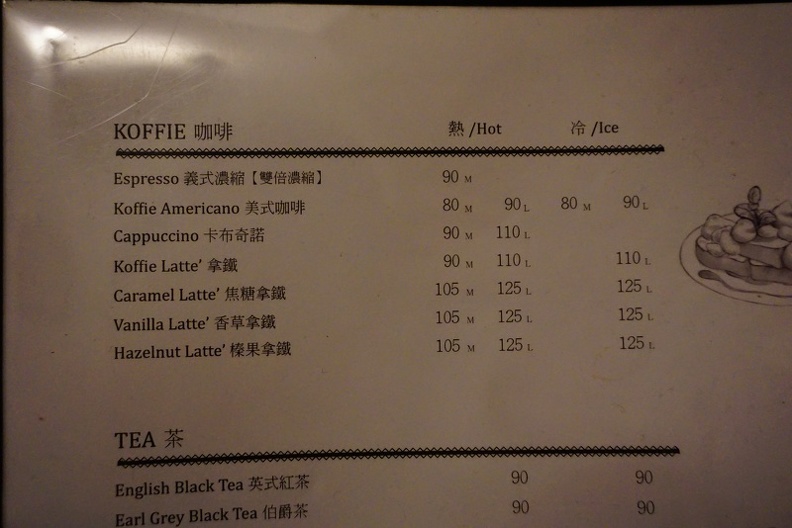 KOFFIE 咖啡 熱 /Hot 冷 /Ice
Espresso 義式濃縮【雙倍濃縮】 90 M
Koffie Americano 美式咖啡 80 M 90 L 80 M 90 L
Cappuccino 卡布奇諾 90 M 110 L
Koffie Latte' 拿鐵 90 M 110 L 110 L
Caramel Latte' 焦糖拿鐵 105 M 125 L 125 L
Vanilla Latte' 香草拿鐵 105 M 125 L 125 L
Hazelnut Latte' 榛果拿鐵 105 M 125 L 125 L
TEA 茶
English Black Tea 英式紅茶 90 90
Earl Grey Black Tea 伯爵茶 90 90